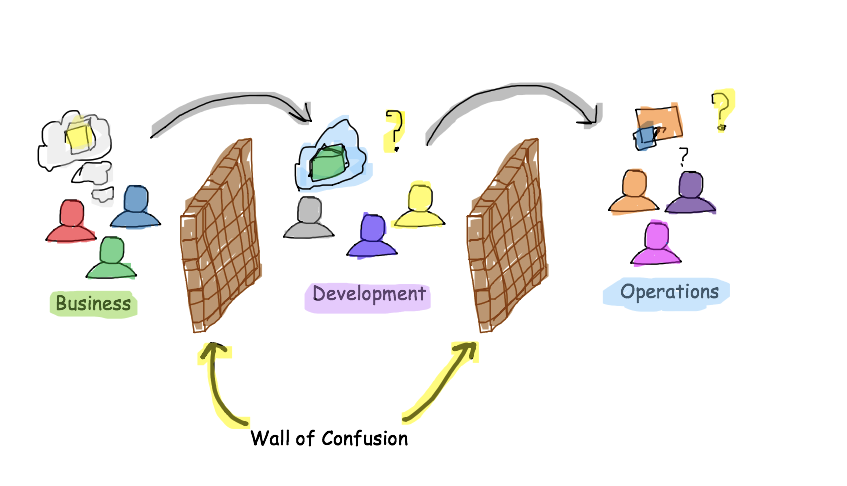 ?
?
?
Business
Development
Operations
Wall of Confusion